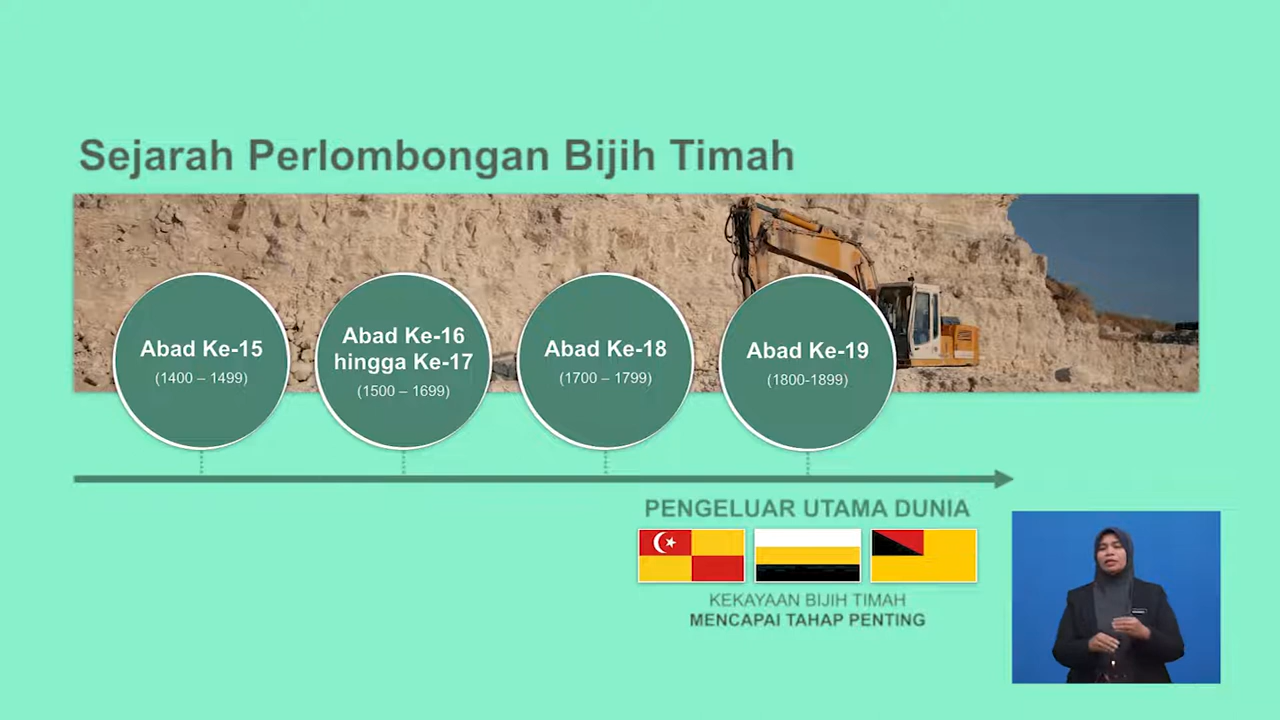 Sejarah Perlombongan Bijih Timah
Abad Ke-15
(1400 – 1499)
Abad Ke-16
hingga Ke-17
(1500 – 1699)
Abad Ke-18
(1700 – 1799)
Abad Ke-19
(1800-1899)
PENGELUAR UTAMA DUNIA
KEKAYAAN BIJIH TIMAH
MENCAPAI TAHAP PENTING